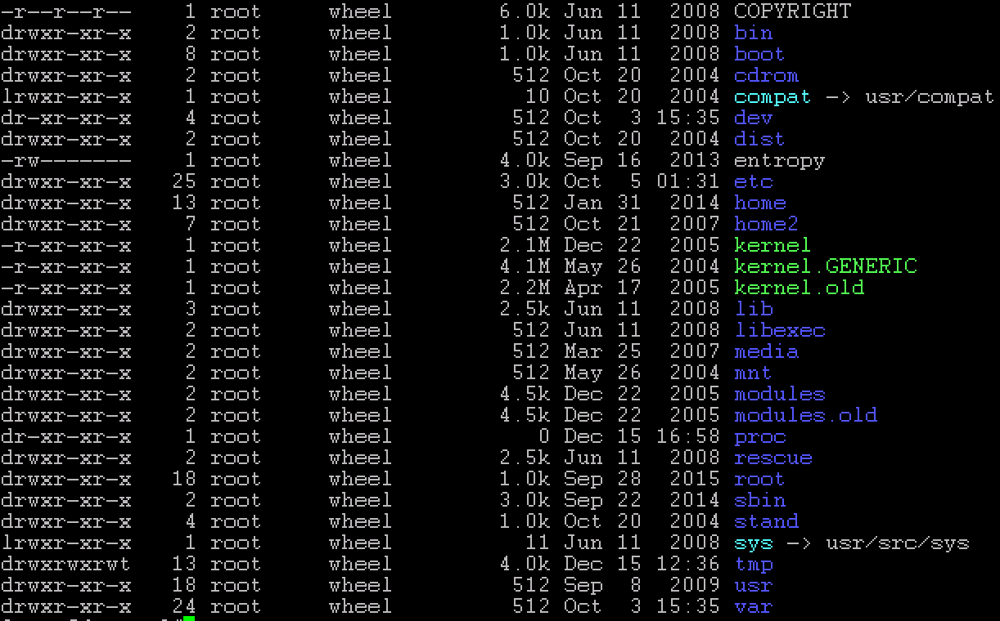 -r--r--r-- 1 root wheel 6.0k Jun 11 2008 COPYRIGHT
drwxr-xr-x 2 root wheel 1.0k Jun 11 2008 bin
drwxr-xr-x 8 root wheel 1.0k Jun 11 2008 boot
drwxr-xr-x 2 root wheel 512 Oct 20 2004 cdrom
lrwxr-xr-x 1 root wheel 10 Oct 20 2004 compat -> usr/compat
dr-xr-xr-x 4 root wheel 512 Oct 3 15:35 dev
drwxr-xr-x 2 root wheel 512 Oct 20 2004 dist
-rw------- 1 root wheel 4.0k Sep 16 2013 entropy
drwxr-xr-x 25 root wheel 3.0k Oct 5 01:31 etc
drwxr-xr-x 13 root wheel 512 Jan 31 2014 home
drwxr-xr-x 7 root wheel 512 Oct 21 2007 home2
-r-xr-xr-x 1 root wheel 2.1M Dec 22 2005 kernel
-r-xr-xr-x 1 root wheel 4.1M May 26 2004 kernel.GENERIC
-r-xr-xr-x 1 root wheel 2.2M Apr 17 2005 kernel.old
drwxr-xr-x 3 root wheel 2.5k Jun 11 2008 lib
drwxr-xr-x 2 root wheel 512 Jun 11 2008 libexec
drwxr-xr-x 2 root wheel 512 Mar 25 2007 media
drwxr-xr-x 2 root wheel 512 May 26 2004 mnt
drwxr-xr-x 2 root wheel 4.5k Dec 22 2005 modules
drwxr-xr-x 2 root wheel 4.5k Dec 22 2005 modules.old
dr-xr-xr-x 1 root wheel 0 Dec 15 16:58 proc
drwxr-xr-x 2 root wheel 2.5k Jun 11 2008 rescue
drwxr-xr-x 18 root wheel 1.0k Sep 28 2015 root
drwxr-xr-x 2 root wheel 3.0k Sep 22 2014 sbin
drwxr-xr-x 4 root wheel 1.0k Oct 20 2004 stand
lrwxr-xr-x 1 root wheel 11 Jun 11 2008 sys -> usr/src/sys
drwxrwxrwt 13 root wheel 4.0k Dec 15 12:36 tmp
drwxr-xr-x 18 root wheel 512 Sep 8 2009 usr
drwxr-xr-x 24 root wheel 512 Oct 3 15:35 var